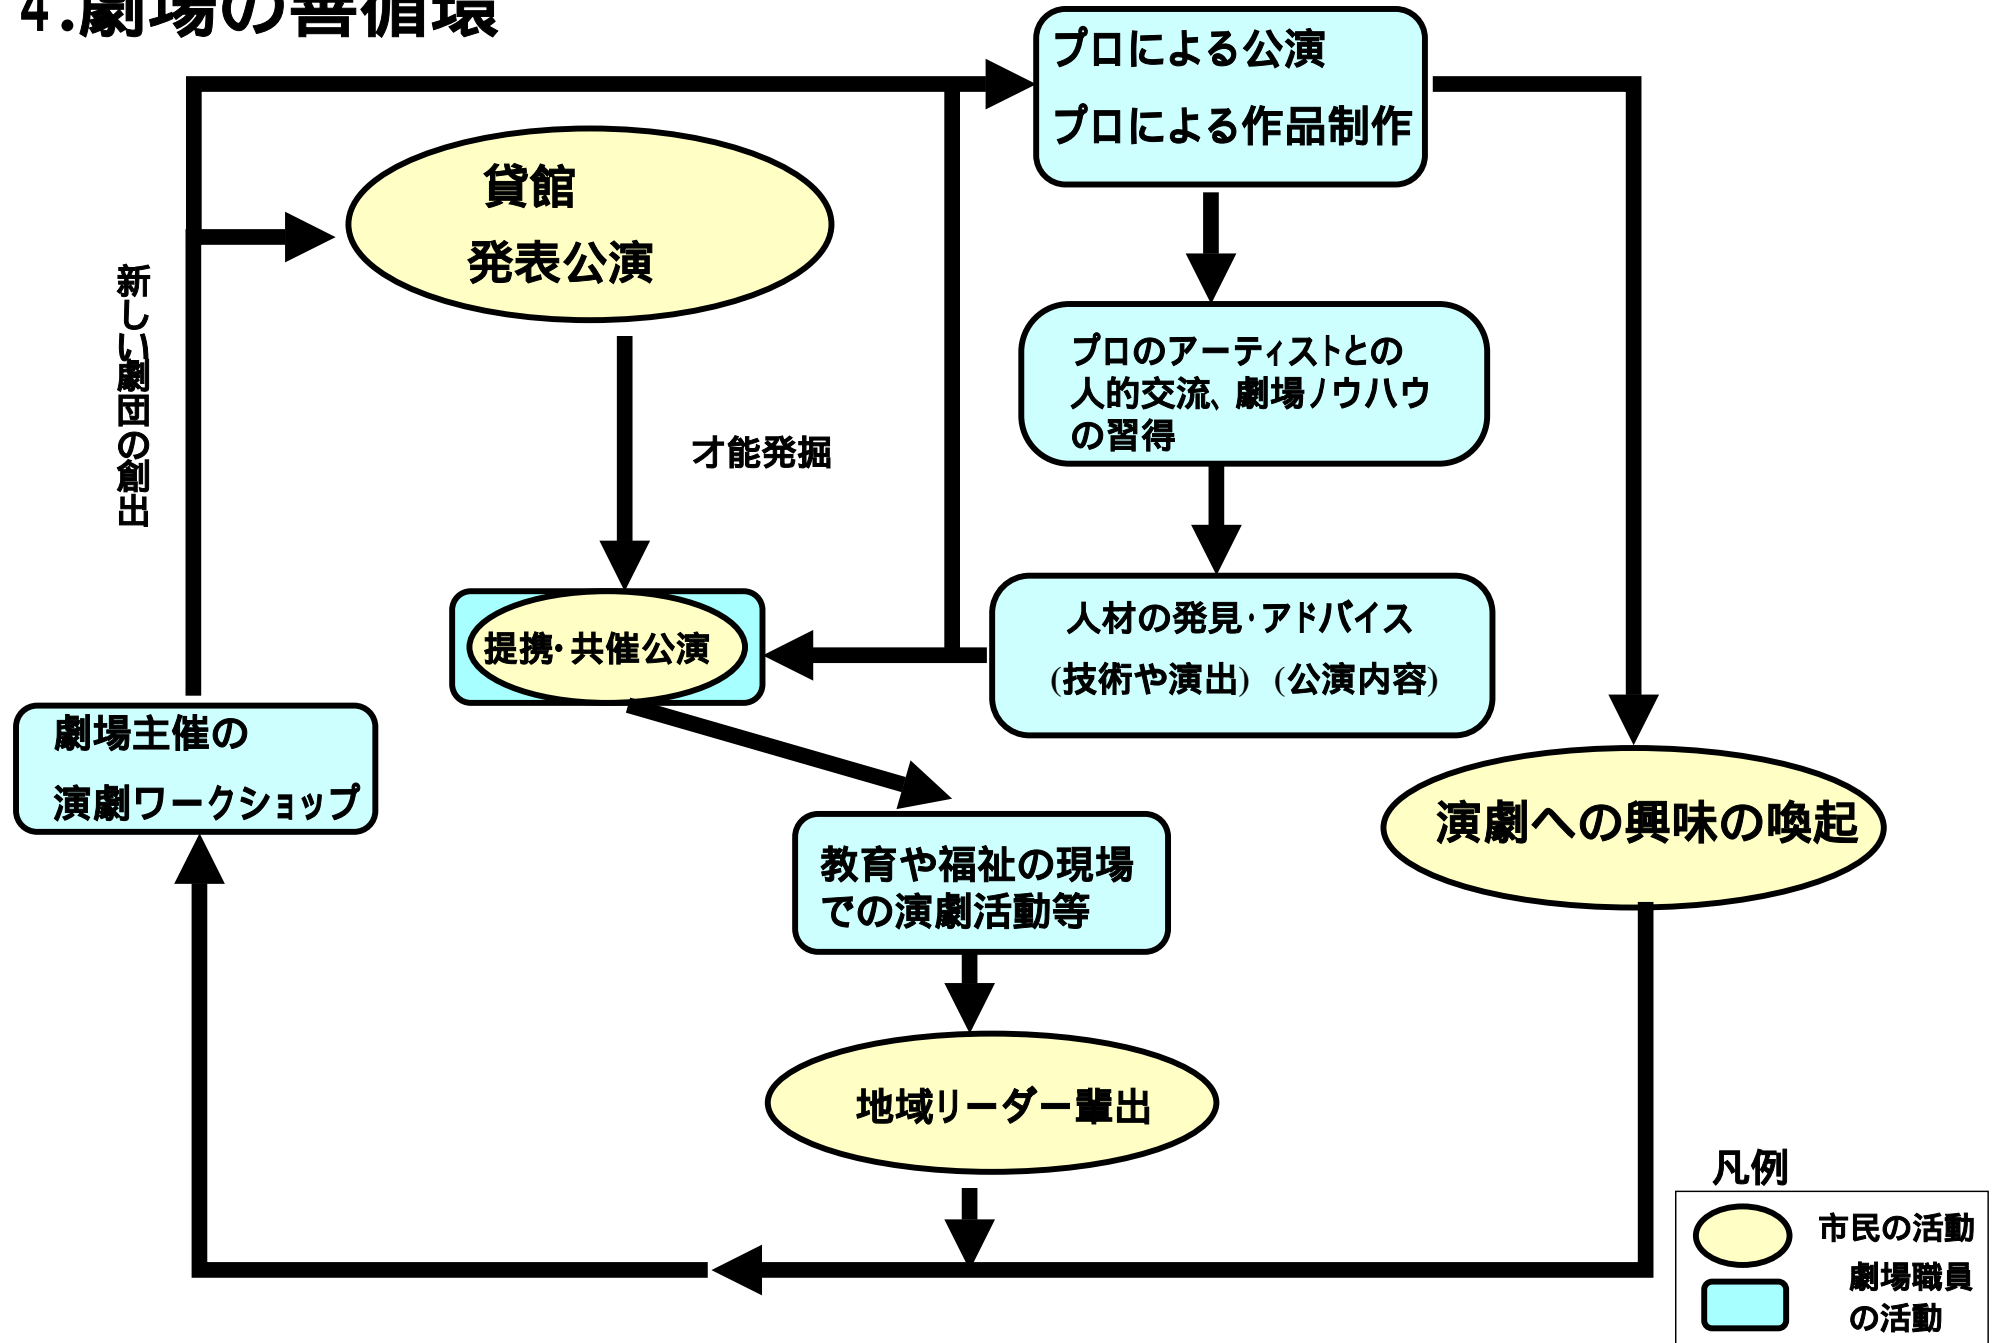 4.劇場の善循環
プロによる公演
プロによる作品制作
貸館
発表公演
新しい劇団の創出
プロのアーティストとの
人的交流、劇場ノウハウ
の習得
才能発掘
人材の発見・アドバイス
(技術や演出) (公演内容)
提携・共催公演
劇場主催の
演劇ワークショップ
演劇への興味の喚起
教育や福祉の現場
での演劇活動等
地域リーダー輩出
凡例
市民の活動
劇場職員
の活動